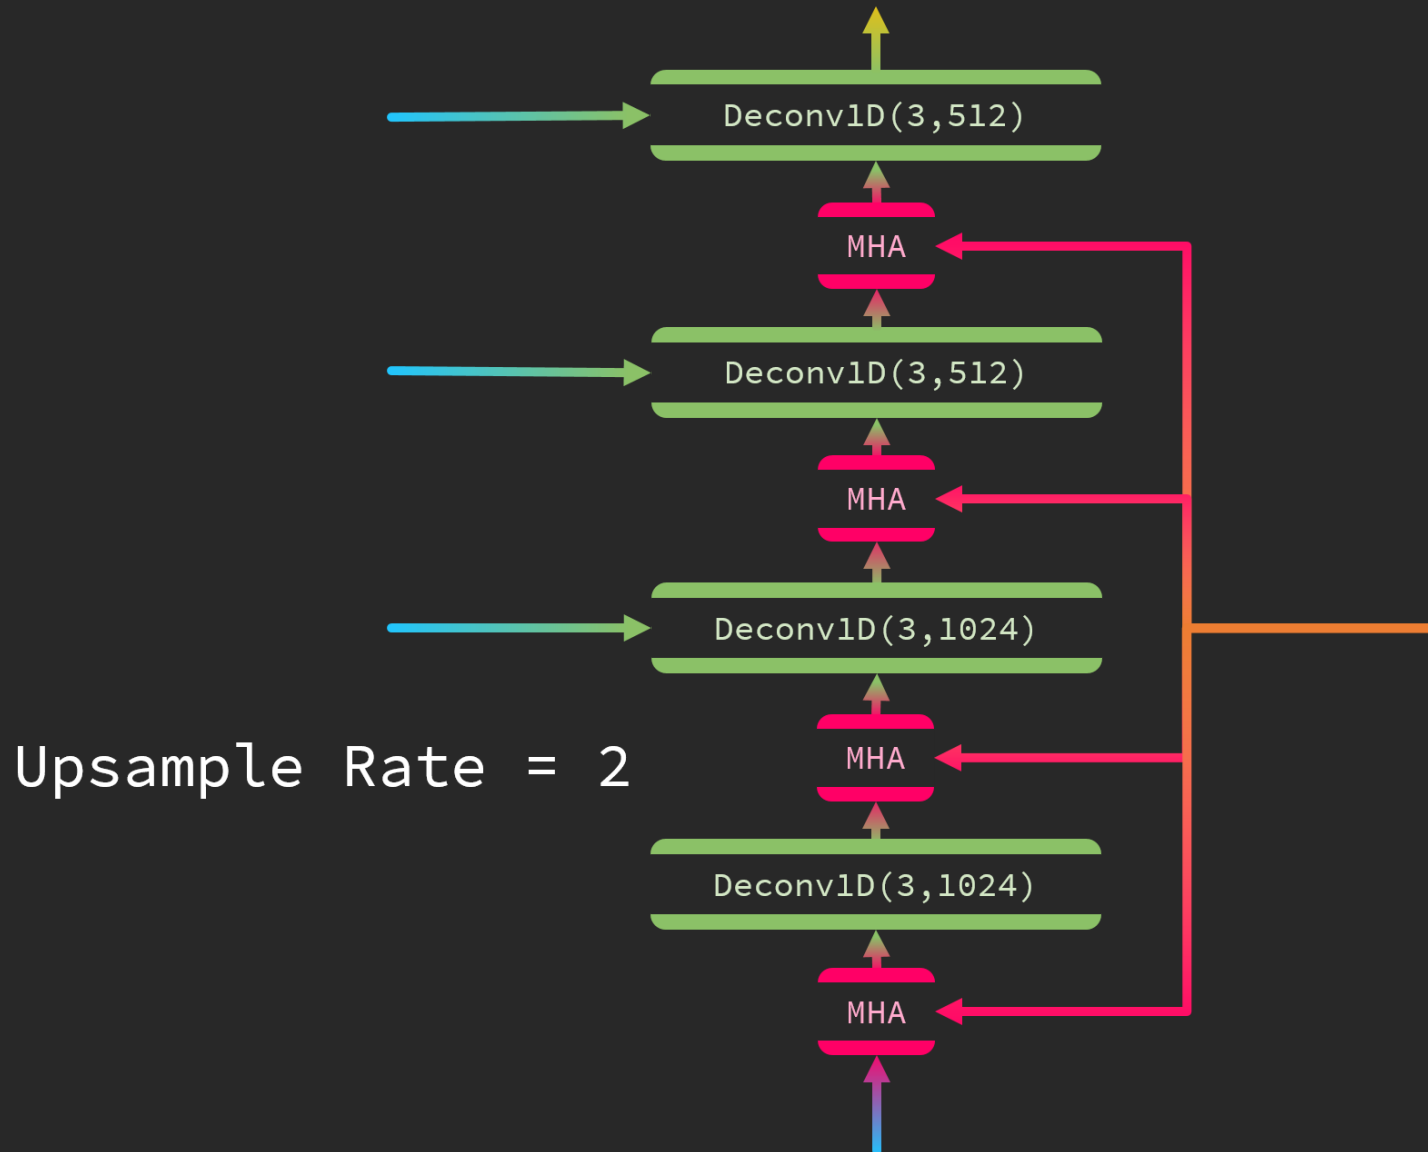 Deconv1D(3,512)
MHA
Deconv1D(3,512)
MHA
Deconv1D(3,1024)
MHA
Upsample Rate = 2
Deconv1D(3,1024)
MHA